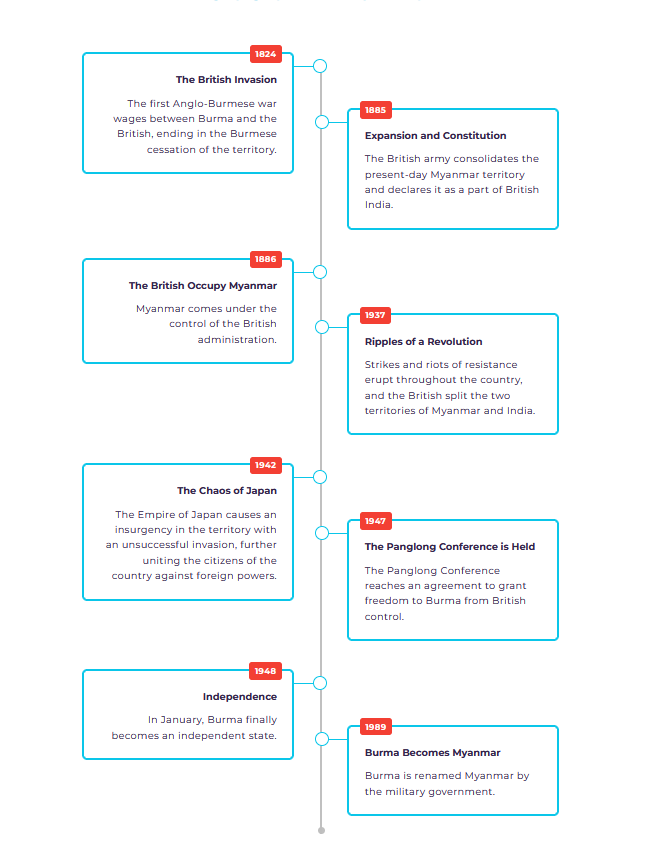 1824
The British Invasion
The first Anglo-Burmese war
wages between Burma and the
British, ending in the Burmese
cessation of the territory.
1885
Expansion and Constitution
The British army consolidates the
present-day Myanmar territory
and declares it as a part of British
India.
1886
The British Occupy Myanmar
Myanmar comes under the
control of the British
administration.
1937
Ripples of a Revolution
Strikes and riots of resistance
erupt throughout the country,
and the British split the two
territories of Myanmar and India.
1942
The Chaos of Japan
The Empire of Japan causes an
insurgency in the territory with
an unsuccessful invasion, further
uniting the citizens of the
country against foreign powers.
1947
The Panglong Conference is Held
The Panglong Conference
reaches an agreement to grant
freedom to Burma from British
control.
1948
Independence
In January, Burma finally
becomes an independent state.
1989
Burma Becomes Myanmar
Burma is renamed Myanmar by
the military government.